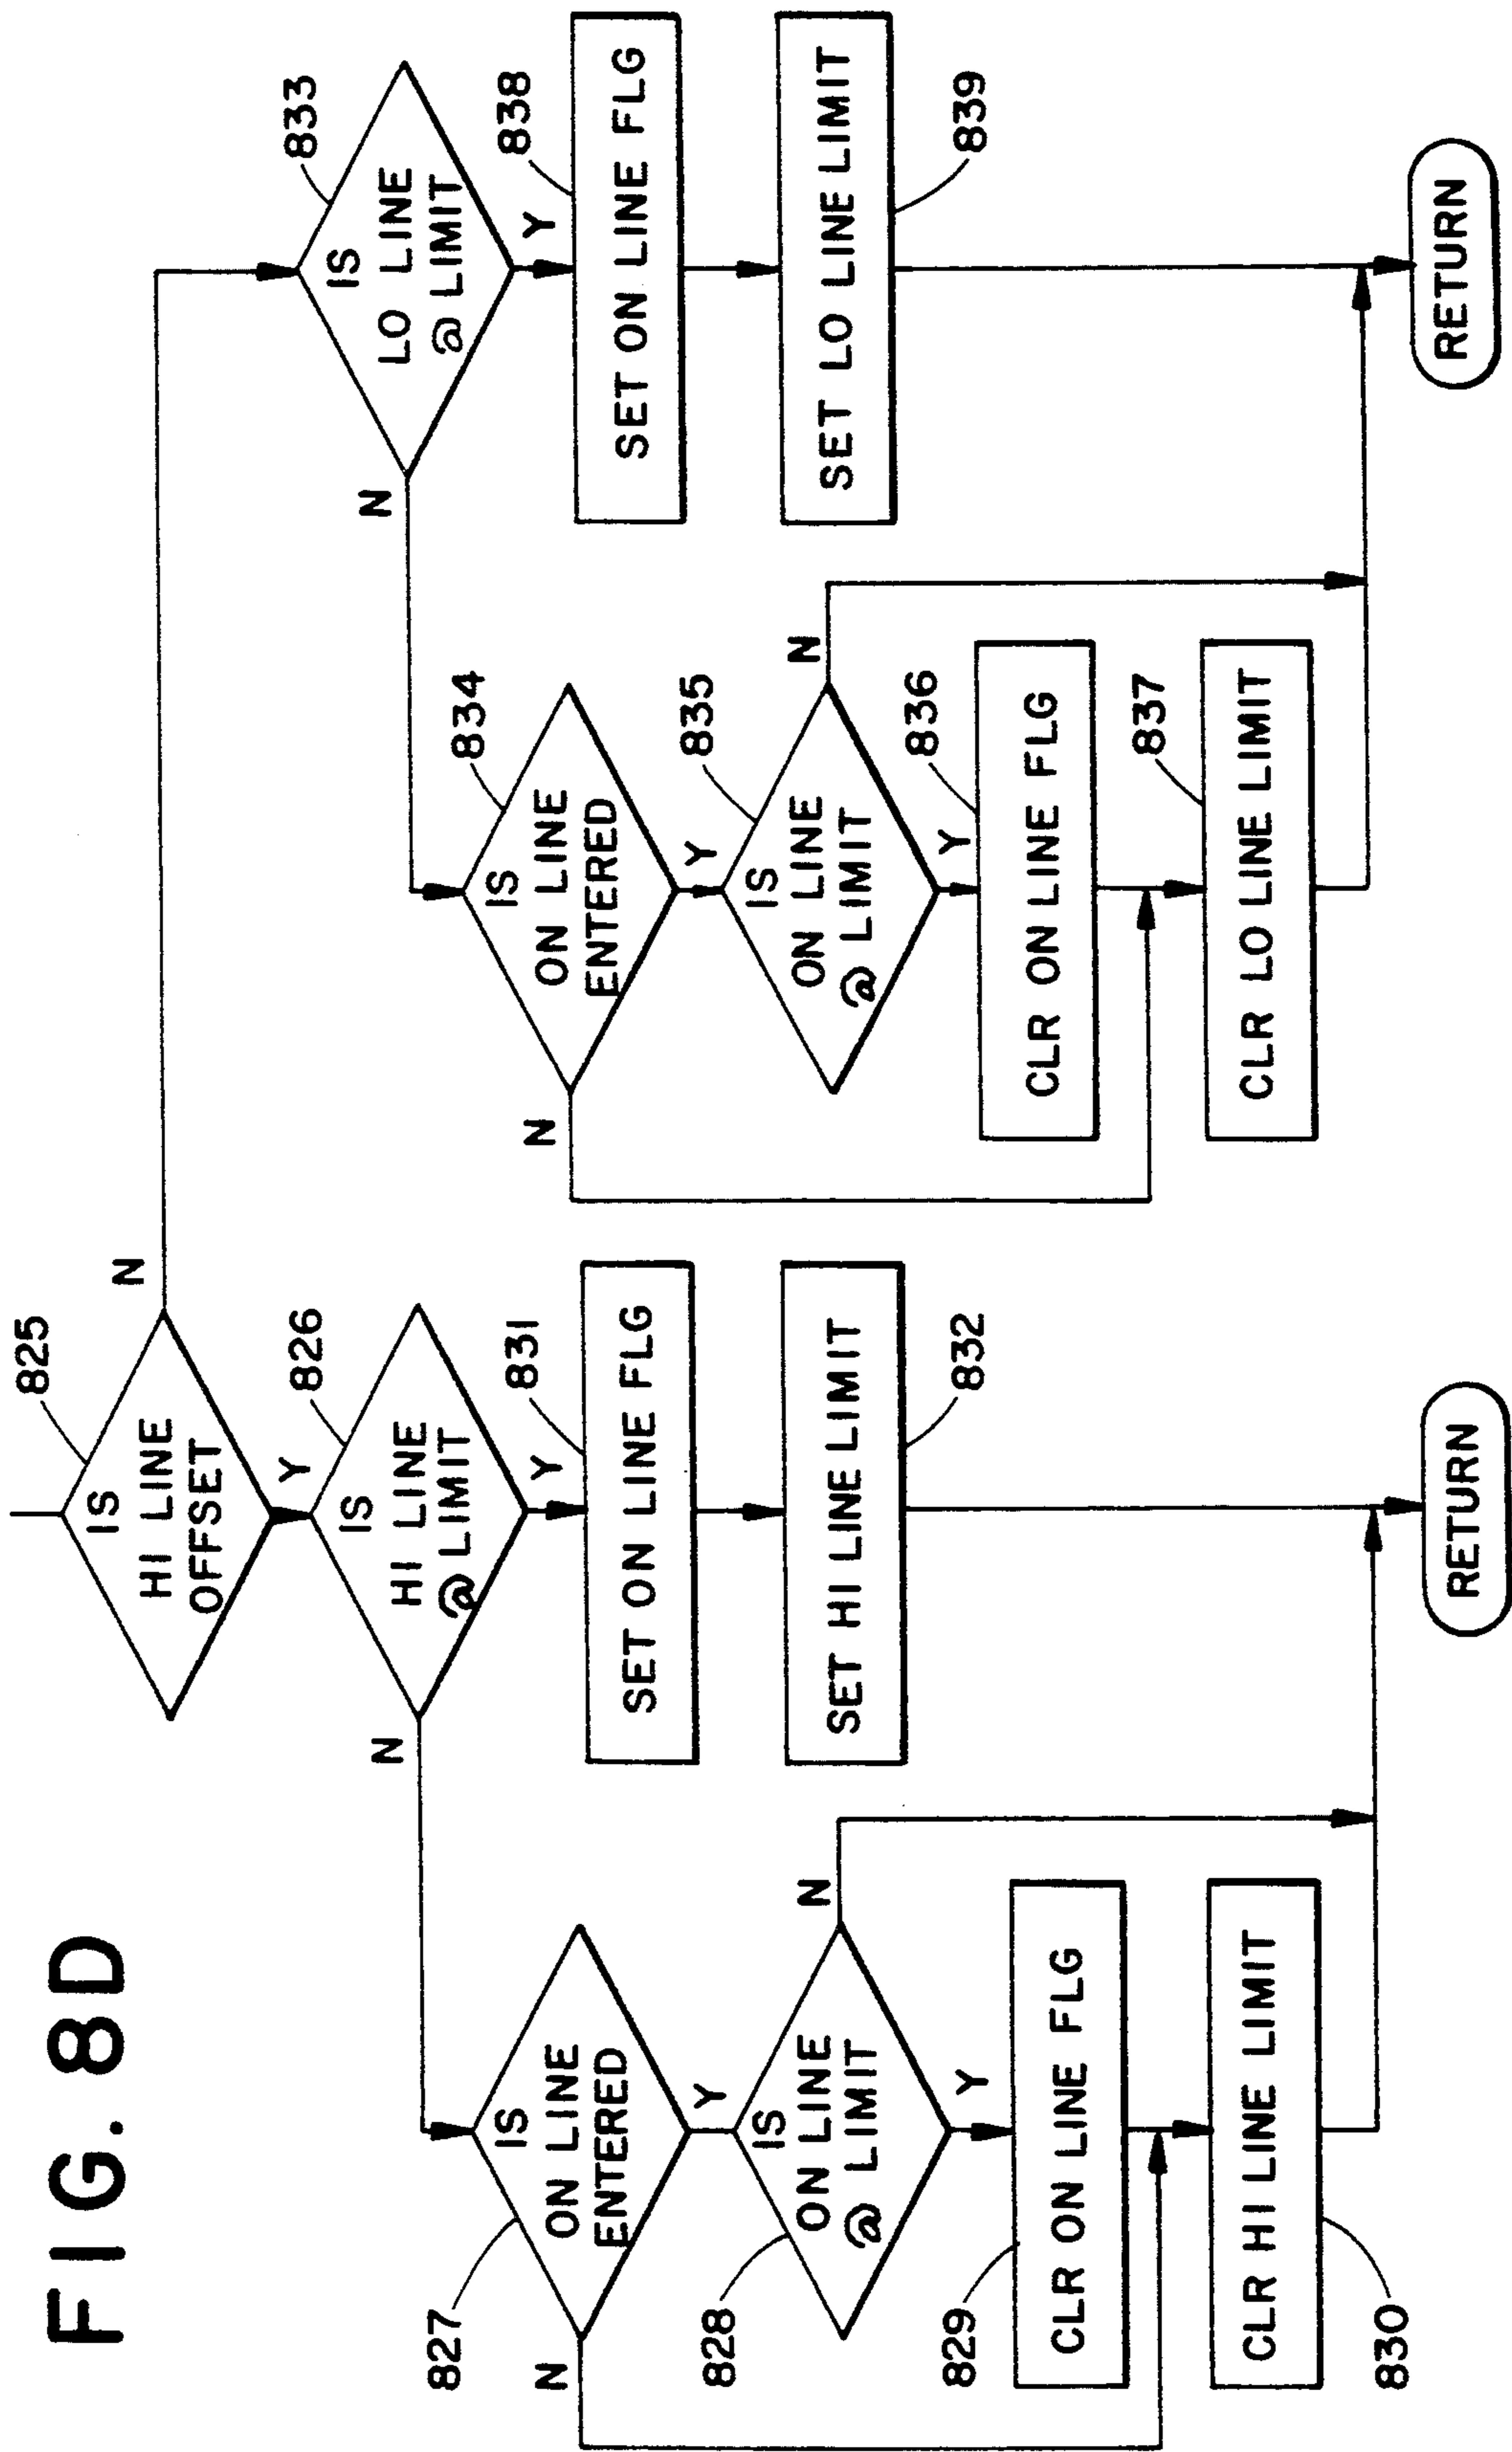 FIG. 8D
825
IS
HI LINE
OFFSET
N
Y
826
IS
HI LINE
@ LIMIT
N
Y
827
IS
ON LINE
ENTERED
N
Y
828
IS
ON LINE
@ LIMIT
N
Y
829
CLR ON LINE FLG
830
CLR HI LINE LIMIT
831
SET ON LINE FLG
832
SET HI LINE LIMIT
RETURN
833
IS
LO LINE
@ LIMIT
N
Y
834
IS
ON LINE
ENTERED
N
Y
835
IS
ON LINE
@ LIMIT
N
Y
836
CLR ON LINE FLG
837
CLR LO LINE LIMIT
838
SET ON LINE FLG
839
SET LO LINE LIMIT
RETURN